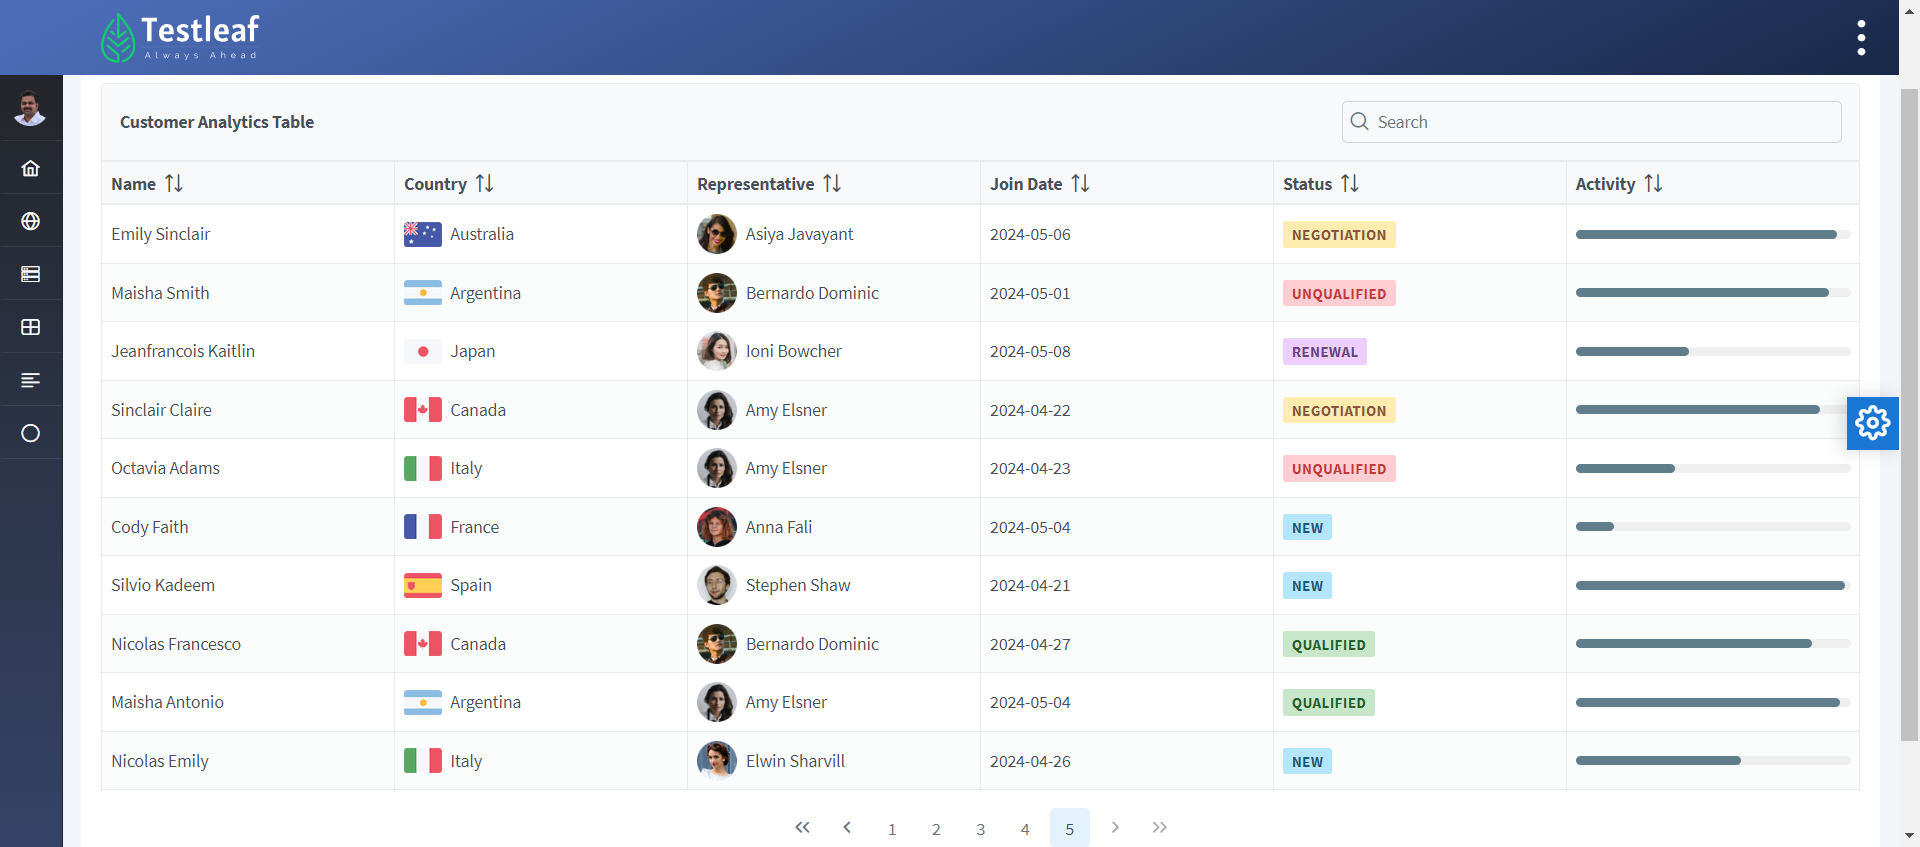 Testleaf
Always Ahead
Customer Analytics Table
Search
Name Country Representative Join Date Status Activity
Emily Sinclair Australia Asiya Javayant 2024-05-06 NEGOTIATION
Maisha Smith Argentina Bernardo Dominic 2024-05-01 UNQUALIFIED
Jeanfrancois Kaitlin Japan Ioni Bowcher 2024-05-08 RENEWAL
Sinclair Claire Canada Amy Elsner 2024-04-22 NEGOTIATION
Octavia Adams Italy Amy Elsner 2024-04-23 UNQUALIFIED
Cody Faith France Anna Fali 2024-05-04 NEW
Silvio Kadeem Spain Stephen Shaw 2024-04-21 NEW
Nicolas Francesco Canada Bernardo Dominic 2024-04-27 QUALIFIED
Maisha Antonio Argentina Amy Elsner 2024-05-04 QUALIFIED
Nicolas Emily Italy Elwin Sharvill 2024-04-26 NEW
1 2 3 4 5